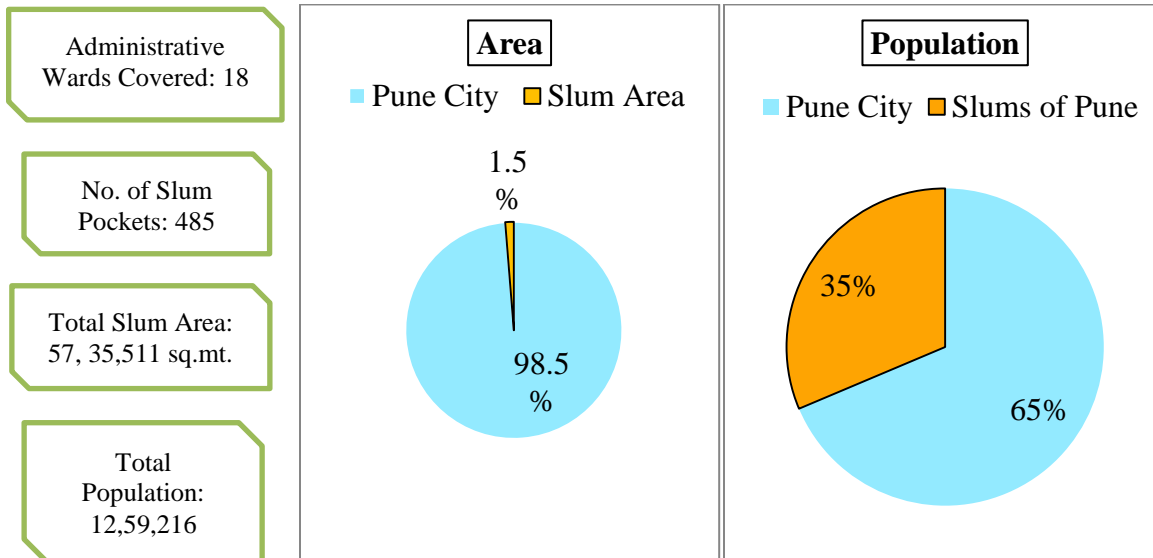 Administrative
Wards Covered: 18
No. of Slum
Pockets: 485
Total Slum Area:
57, 35,511 sq.mt.
Total
Population:
12,59,216
Area
Pune City Slum Area
1.5
%
98.5
%
Population
Pune City Slums of Pune
35%
65%